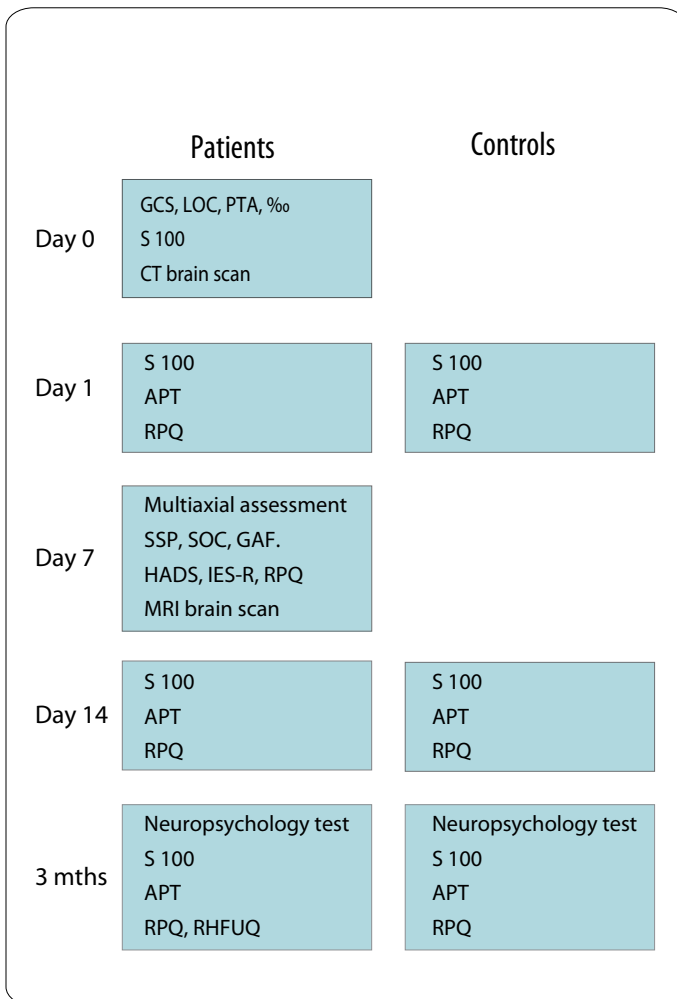 Patients
Controls
Day 0
GCS, LOC, PTA, ‰
S 100
CT brain scan
Day 1
S 100
APT
RPQ
S 100
APT
RPQ
Day 7
Multiaxial assessment
SSP, SOC, GAF.
HADS, IES-R, RPQ
MRI brain scan
Day 14
S 100
APT
RPQ
S 100
APT
RPQ
3 mths
Neuropsychology test
S 100
APT
RPQ, RHFUQ
Neuropsychology test
S 100
APT
RPQ